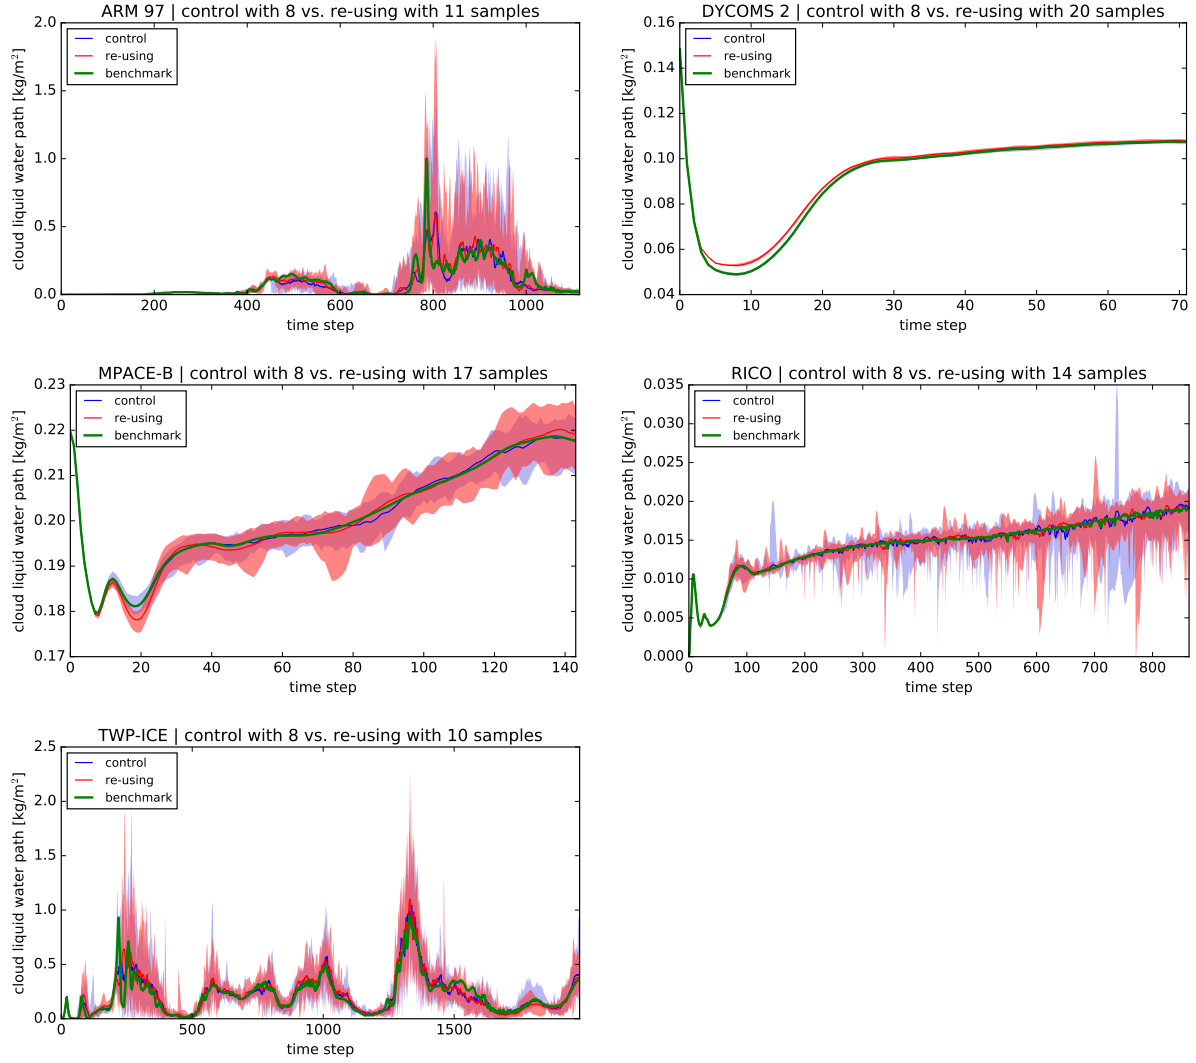 ARM 97 | control with 8 vs. re-using with 11 samples
cloud liquid water path [kg/m²]
2.0
1.5
1.0
0.5
0.0
control
re-using
benchmark
0 200 400 600 800 1000
time step
DYCOMS 2 | control with 8 vs. re-using with 20 samples
cloud liquid water path [kg/m²]
0.16
0.14
0.12
0.10
0.08
0.06
0.04
control
re-using
benchmark
0 10 20 30 40 50 60 70
time step
MPACE-B | control with 8 vs. re-using with 17 samples
cloud liquid water path [kg/m²]
0.23
0.22
0.21
0.20
0.19
0.18
0.17
control
re-using
benchmark
0 20 40 60 80 100 120 140
time step
RICO | control with 8 vs. re-using with 14 samples
cloud liquid water path [kg/m²]
0.035
0.030
0.025
0.020
0.015
0.010
0.005
0.000
control
re-using
benchmark
0 100 200 300 400 500 600 700 800
time step
TWP-ICE | control with 8 vs. re-using with 10 samples
cloud liquid water path [kg/m²]
2.5
2.0
1.5
1.0
0.5
0.0
control
re-using
benchmark
0 500 1000 1500
time step